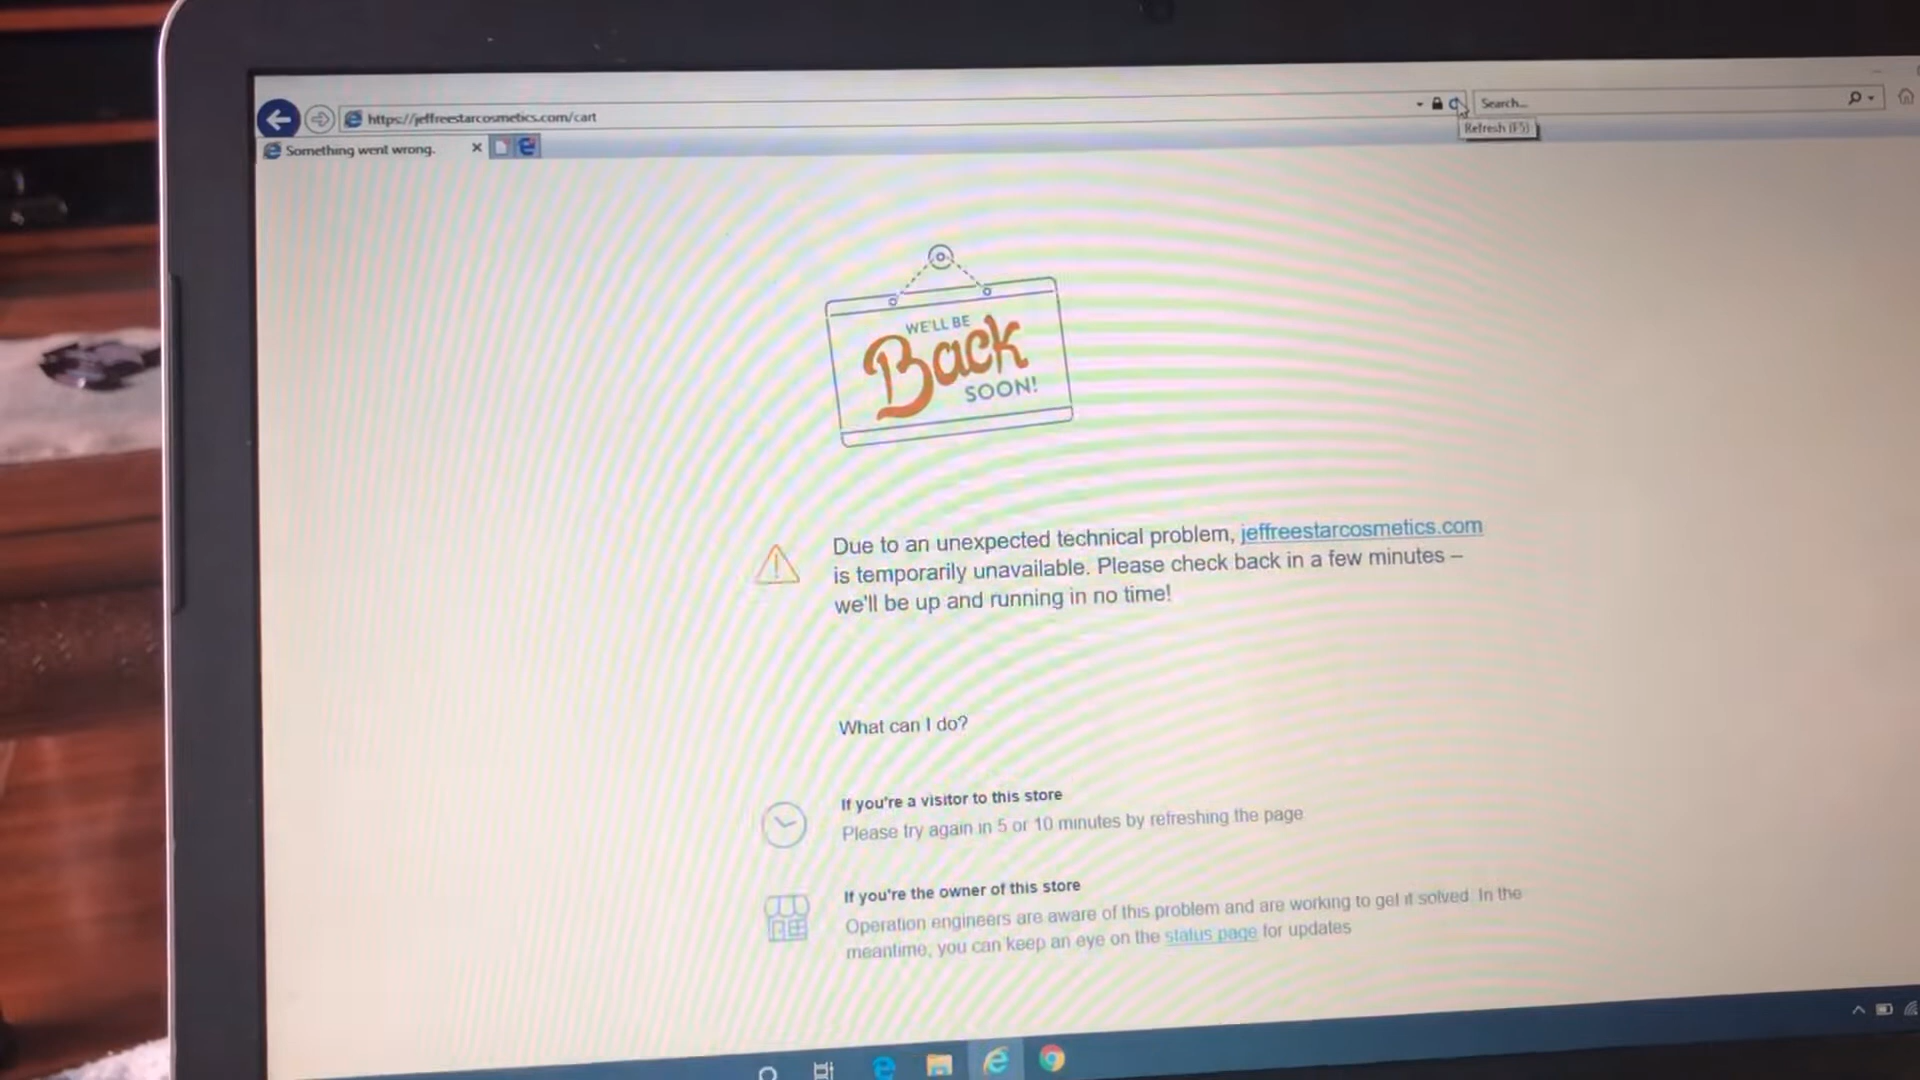 https://jeffreestarcosmetics.com/cart
Search...
Refresh (F5)
Something went wrong.
WE'LL BE
Back
SOON!
Due to an unexpected technical problem, jeffreestarcosmetics.com
is temporarily unavailable. Please check back in a few minutes –
we'll be up and running in no time!
What can I do?
If you're a visitor to this store
Please try again in 5 or 10 minutes by refreshing the page
If you're the owner of this store
Operation engineers are aware of this problem and are working to get it solved. In the
meantime, you can keep an eye on the status page for updates